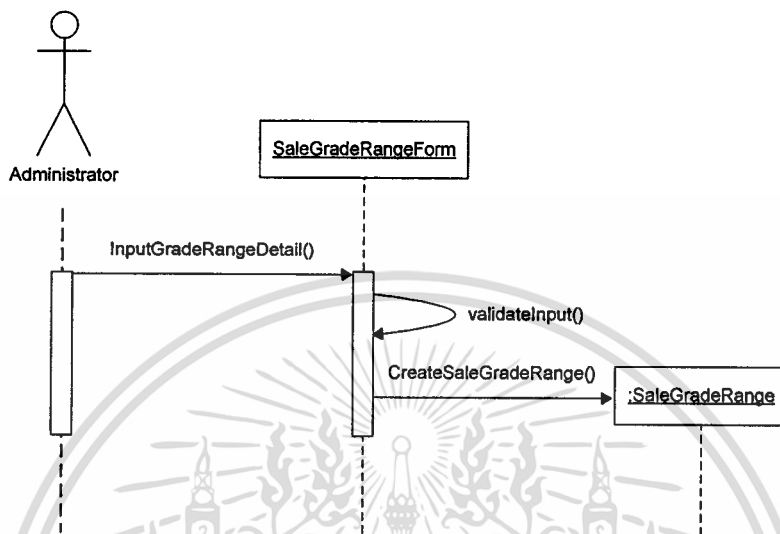 Administrator
SaleGradeRangeForm
InputGradeRangeDetail()
validateInput()
CreateSaleGradeRange()
:SaleGradeRange